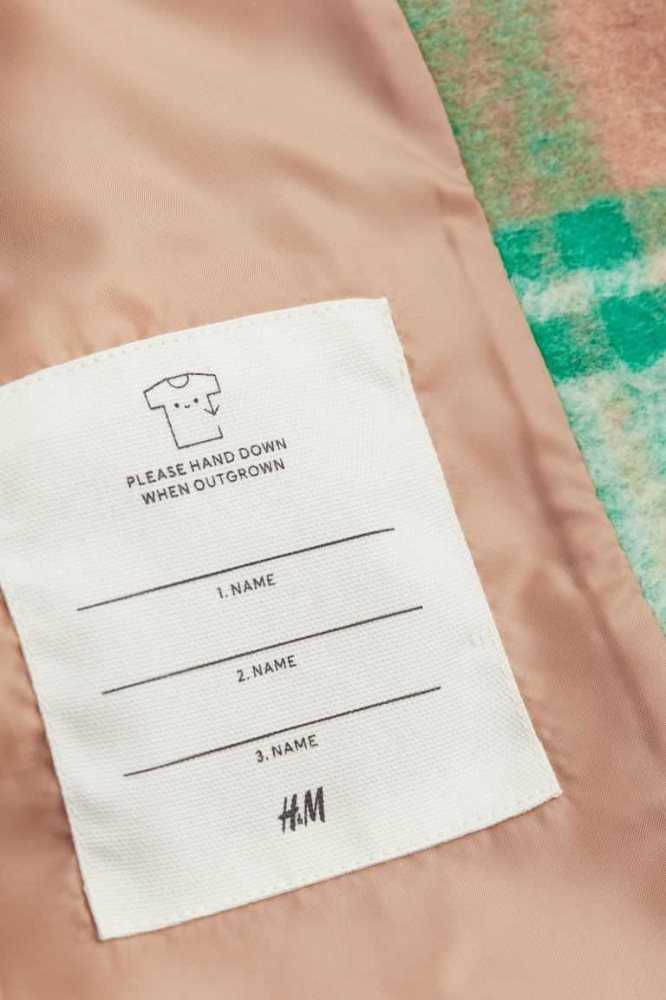 PLEASE HAND DOWN
WHEN OUTGROWN
1. NAME
2. NAME
3. NAME
H&M